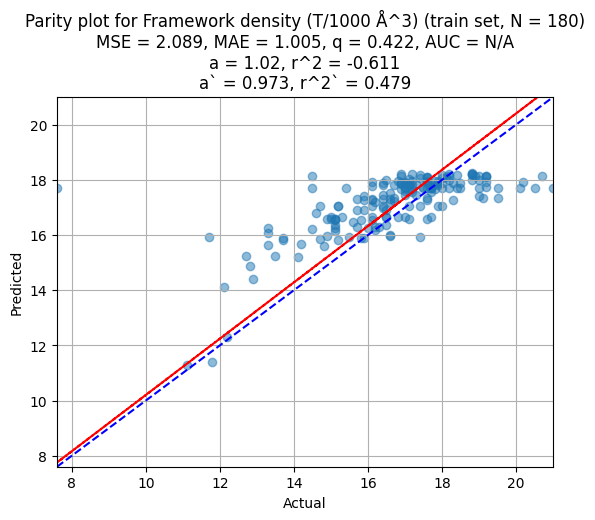 Parity plot for Framework density (T/1000 Å^3) (train set, N = 180)
MSE = 2.089, MAE = 1.005, q = 0.422, AUC = N/A
a = 1.02, r^2 = -0.611
a` = 0.973, r^2` = 0.479
20
18
16
14
12
10
8
Predicted
8 10 12 14 16 18 20
Actual